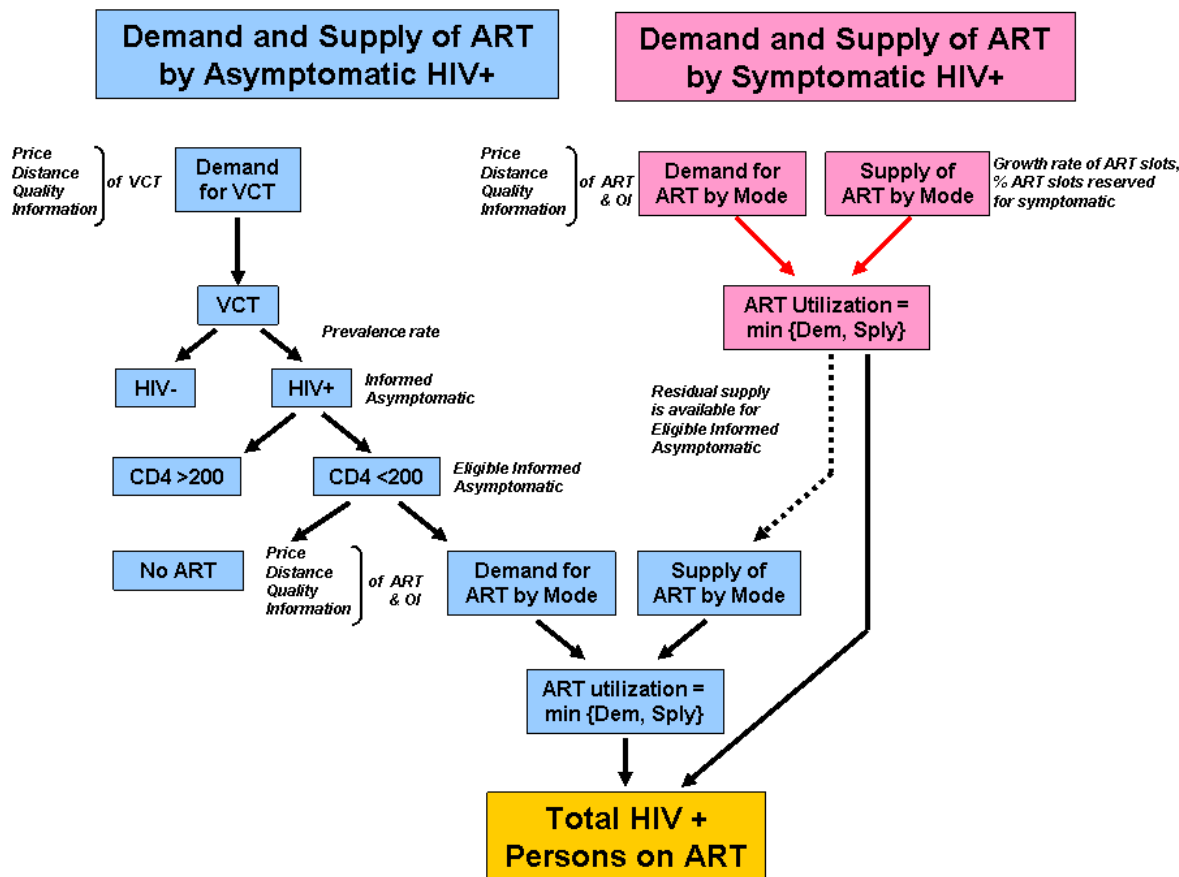 Demand and Supply of ART
by Asymptomatic HIV+
Demand and Supply of ART
by Symptomatic HIV+
Price
Distance
Quality
Information
of VCT
Demand
for VCT
Price
Distance
Quality
Information
of ART
& OI
Demand for
ART by Mode
Supply of
ART by Mode
Growth rate of ART slots,
% ART slots reserved
for symptomatic
VCT
ART Utilization =
min {Dem, Sply}
Prevalence rate
HIV-
HIV+
Informed
Asymptomatic
Residual supply
is available for
Eligible Informed
Asymptomatic
CD4 >200
CD4 <200
Eligible Informed
Asymptomatic
No ART
Price
Distance
Quality
Information
of ART
& OI
Demand for
ART by Mode
Supply of
ART by Mode
ART utilization =
min {Dem, Sply}
Total HIV +
Persons on ART